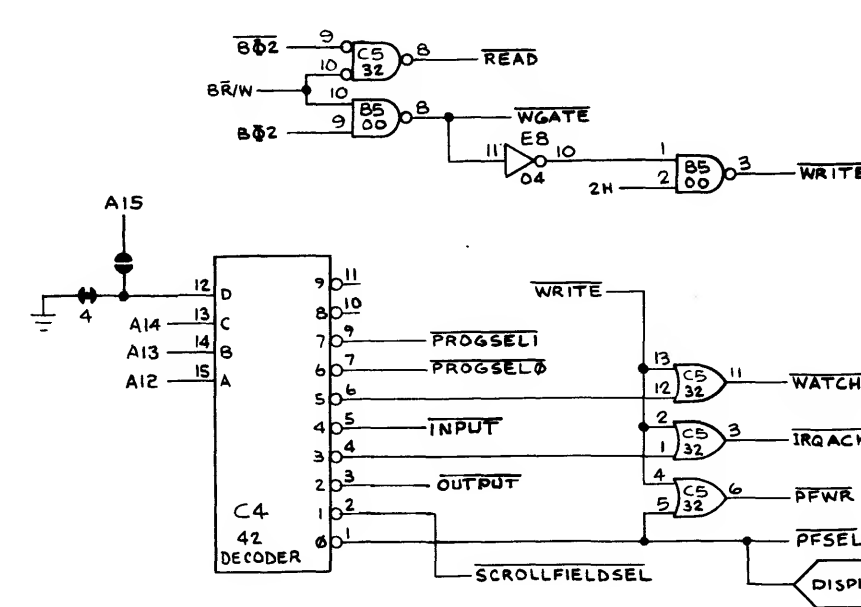 BΦ2
9
C5
32
8
READ
10
BR/W
10
B5
00
8
WGATE
BΦ2
9
E8
11
10
04
1
B5
00
3
WRITE
2H
2
A15
12
D
9
11
4
8
10
A14
13
C
7
9
PROGSEL1
A13
14
B
6
7
PROGSELØ
A12
15
A
5
6
4
5
INPUT
3
4
2
3
OUTPUT
C4
1
2
42
DECODER
Ø
1
SCROLLFIELDSEL
WRITE
13
C5
32
11
WATCH
12
2
C5
32
3
IRQACK
1
4
C5
32
6
PFWR
5
PFSEL
DISP